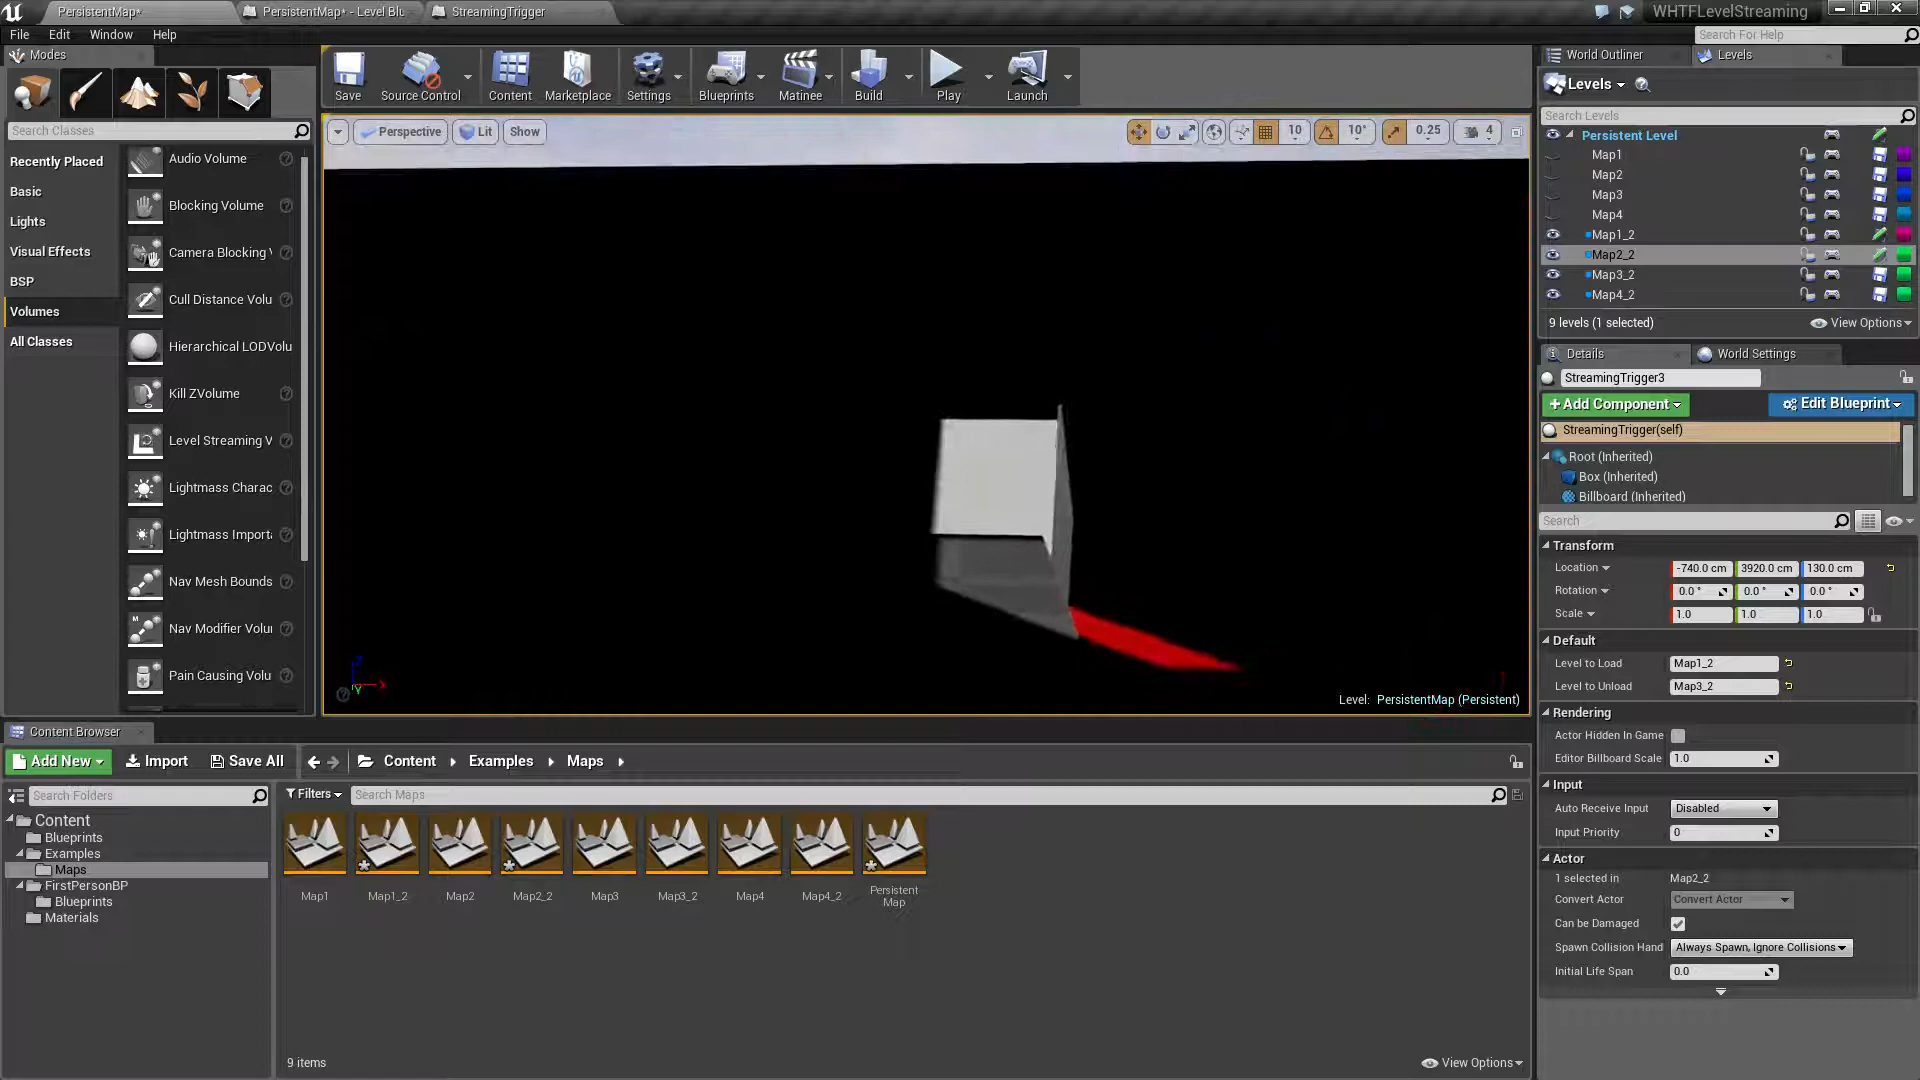 PersistentMap*
PersistentMap* - Level Blu
StreamingTrigger
WHTFLevelStreaming
File
Edit
Window
Help
Search For Help
Modes
Search Classes
Recently Placed
Basic
Lights
Visual Effects
BSP
Volumes
All Classes
Audio Volume
Blocking Volume
Camera Blocking V
Cull Distance Volu
Hierarchical LODVolu
Kill ZVolume
Level Streaming V
Lightmass Charac
Lightmass Importa
Nav Mesh Bounds
Nav Modifier Volu
Pain Causing Volu
Save
Source Control
Content
Marketplace
Settings
Blueprints
Matinee
Build
Play
Launch
Perspective
Lit
Show
10
10°
0.25
4
Z
X
Y
Level: PersistentMap (Persistent)
World Outliner
Levels
Levels
Search Levels
Persistent Level
Map1
Map2
Map3
Map4
Map1_2
Map2_2
Map3_2
Map4_2
9 levels (1 selected)
View Options
Details
World Settings
StreamingTrigger3
+Add Component
Edit Blueprint
StreamingTrigger(self)
Root (Inherited)
Box (Inherited)
Billboard (Inherited)
Search
Transform
Location -740.0 cm 3920.0 cm 130.0 cm
Rotation 0.0 ° 0.0 ° 0.0 °
Scale 1.0 1.0 1.0
Default
Level to Load Map1_2
Level to Unload Map3_2
Rendering
Actor Hidden In Game
Editor Billboard Scale 1.0
Input
Auto Receive Input Disabled
Input Priority 0
Actor
1 selected in Map2_2
Convert Actor Convert Actor
Can be Damaged
Spawn Collision Hand Always Spawn, Ignore Collisions
Initial Life Span 0.0
Content Browser
Add New
Import
Save All
Content
Examples
Maps
Search Folders
Filters
Search Maps
Content
Blueprints
Examples
Maps
FirstPersonBP
Blueprints
Materials
Map1
Map1_2
Map2
Map2_2
Map3
Map3_2
Map4
Map4_2
Persistent
Map
9 items
View Options